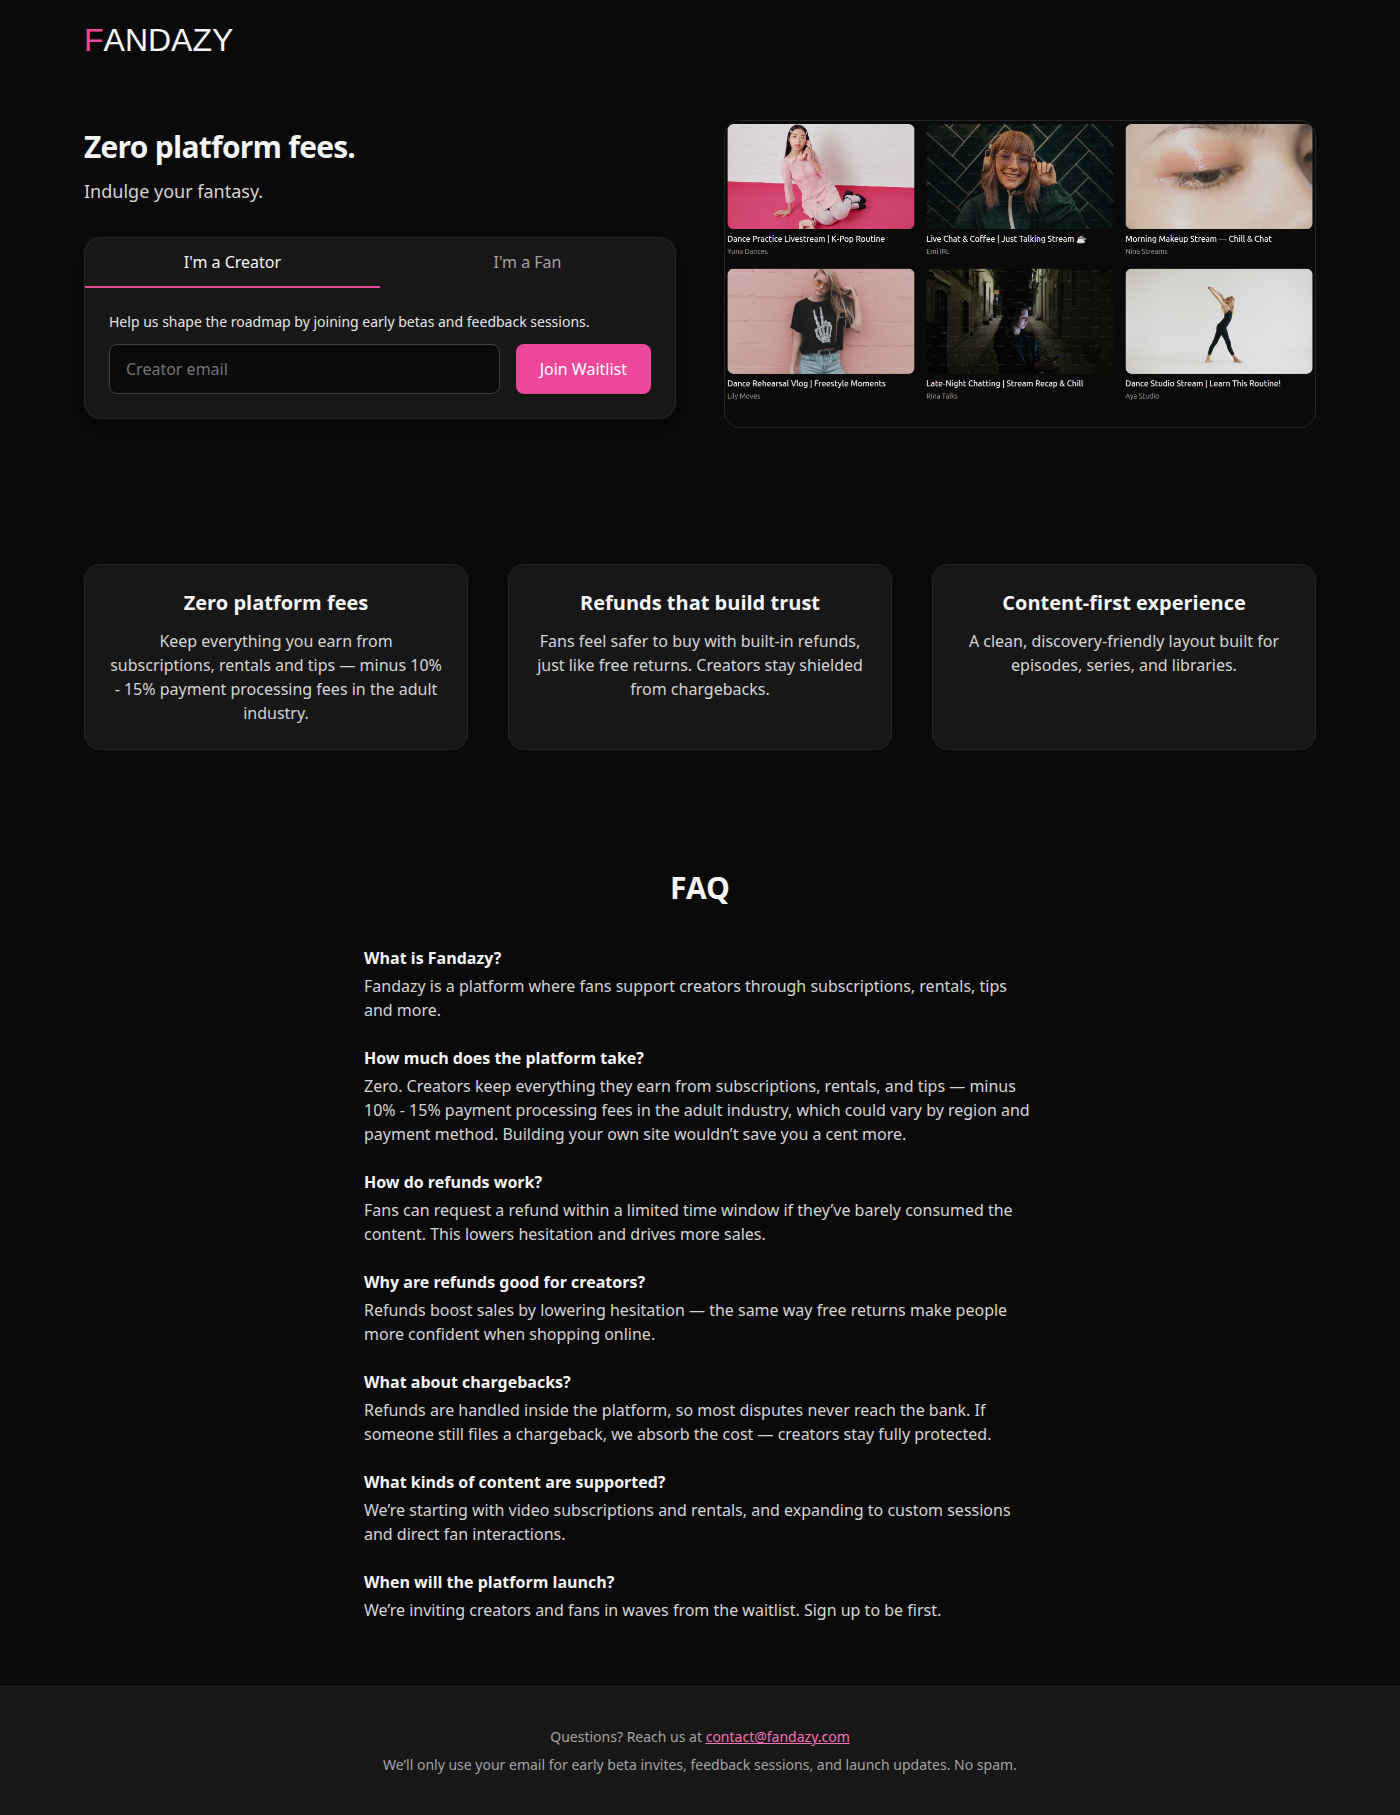 FANDAZY
Zero platform fees.
Indulge your fantasy.
I'm a Creator
I'm a Fan
Help us shape the roadmap by joining early betas and feedback sessions.
Creator email
Join Waitlist
Dance Practice Livestream | K-Pop Routine
Yuna Dances
Live Chat & Coffee | Just Talking Stream ☕
Emi IRL
Morning Makeup Stream — Chill & Chat
Nina Streams
Dance Rehearsal Vlog | Freestyle Moments
Lily Moves
Late-Night Chatting | Stream Recap & Chill
Rina Talks
Dance Studio Stream | Learn This Routine!
Aya Studio
Zero platform fees
Keep everything you earn from
subscriptions, rentals and tips — minus 10%
- 15% payment processing fees in the adult
industry.
Refunds that build trust
Fans feel safer to buy with built-in refunds,
just like free returns. Creators stay shielded
from chargebacks.
Content-first experience
A clean, discovery-friendly layout built for
episodes, series, and libraries.
FAQ
What is Fandazy?
Fandazy is a platform where fans support creators through subscriptions, rentals, tips
and more.
How much does the platform take?
Zero. Creators keep everything they earn from subscriptions, rentals, and tips — minus
10% - 15% payment processing fees in the adult industry, which could vary by region and
payment method. Building your own site wouldn’t save you a cent more.
How do refunds work?
Fans can request a refund within a limited time window if they’ve barely consumed the
content. This lowers hesitation and drives more sales.
Why are refunds good for creators?
Refunds boost sales by lowering hesitation — the same way free returns make people
more confident when shopping online.
What about chargebacks?
Refunds are handled inside the platform, so most disputes never reach the bank. If
someone still files a chargeback, we absorb the cost — creators stay fully protected.
What kinds of content are supported?
We’re starting with video subscriptions and rentals, and expanding to custom sessions
and direct fan interactions.
When will the platform launch?
We’re inviting creators and fans in waves from the waitlist. Sign up to be first.
Questions? Reach us at contact@fandazy.com
We’ll only use your email for early beta invites, feedback sessions, and launch updates. No spam.